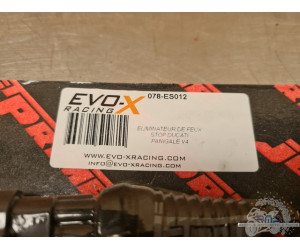 EVO-X
RACING
078-ES012
ELIMINATEUR DE FEUX
STOP DUCATI
PANIGALE V4
WWW.EVO-XRACING.COM
INFO@EVO-XRACING.COM